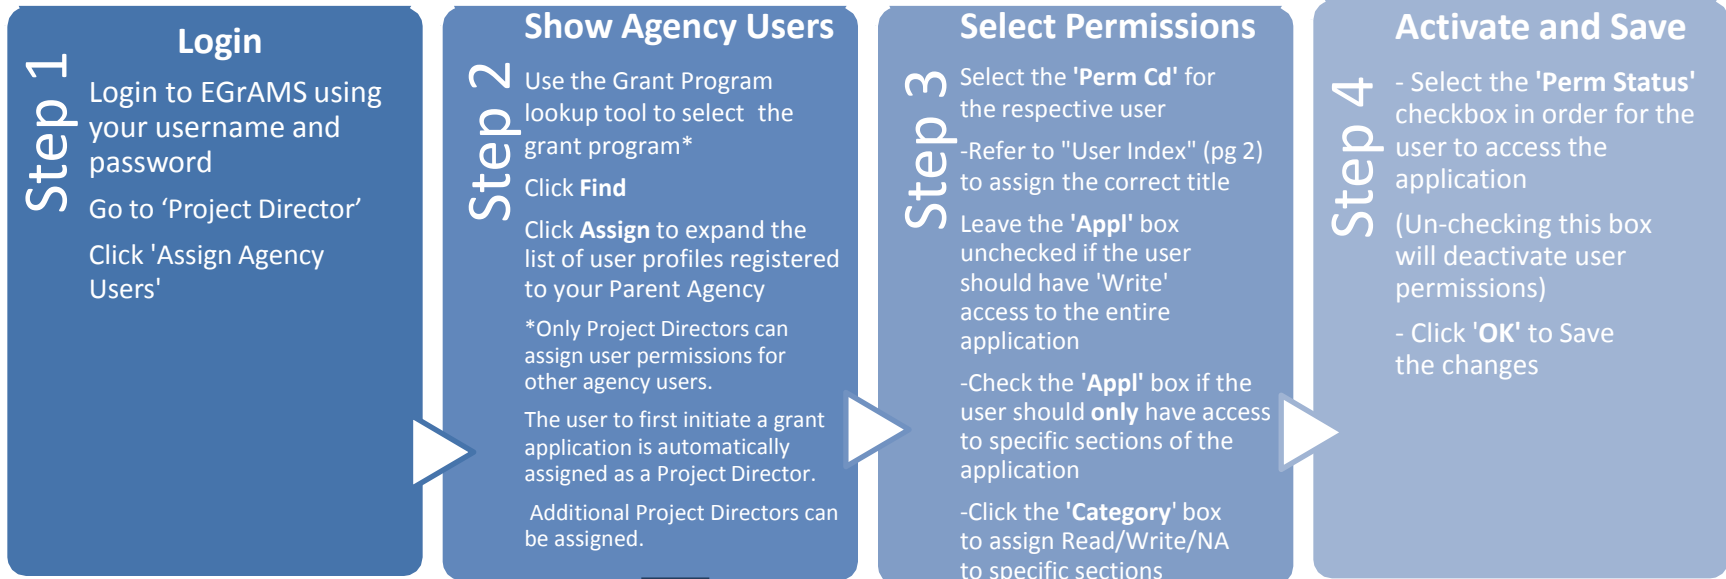 Step 1
Login
Login to EGrAMS using
your username and
password
Go to ‘Project Director’
Click 'Assign Agency
Users'
Step 2
Show Agency Users
Use the Grant Program
lookup tool to select the
grant program*
Click Find
Click Assign to expand the
list of user profiles registered
to your Parent Agency
*Only Project Directors can
assign user permissions for
other agency users.
The user to first initiate a grant
application is automatically
assigned as a Project Director.
Additional Project Directors can
be assigned.
Step 3
Select Permissions
Select the 'Perm Cd' for
the respective user
-Refer to "User Index" (pg 2)
to assign the correct title
Leave the 'Appl' box
unchecked if the user
should have 'Write'
access to the entire
application
-Check the 'Appl' box if the
user should only have access
to specific sections of the
application
-Click the 'Category' box
to assign Read/Write/NA
to specific sections
Step 4
Activate and Save
- Select the 'Perm Status'
checkbox in order for the
user to access the
application
(Un-checking this box
will deactivate user
permissions)
- Click 'OK' to Save
the changes